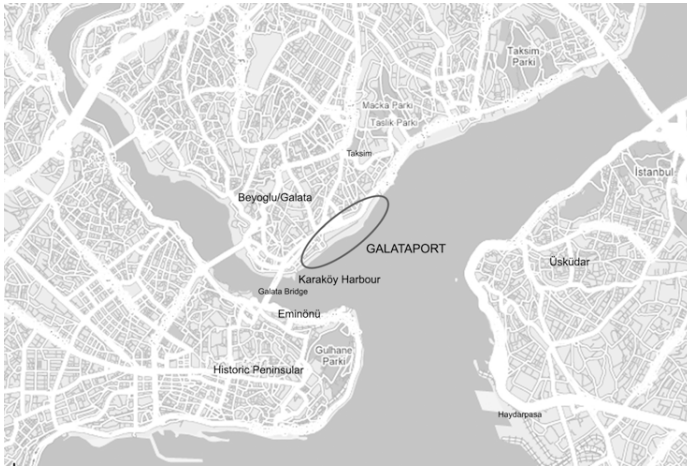 Taksim
Parki
Macka Parki
Taslik Parki
Taksim
Istanbul
Beyoglu/Galata
GALATAPORT
Üsküdar
Karaköy Harbour
Galata Bridge
Eminönü
Gulhane
Parki
Historic Peninsular
Haydarpasa